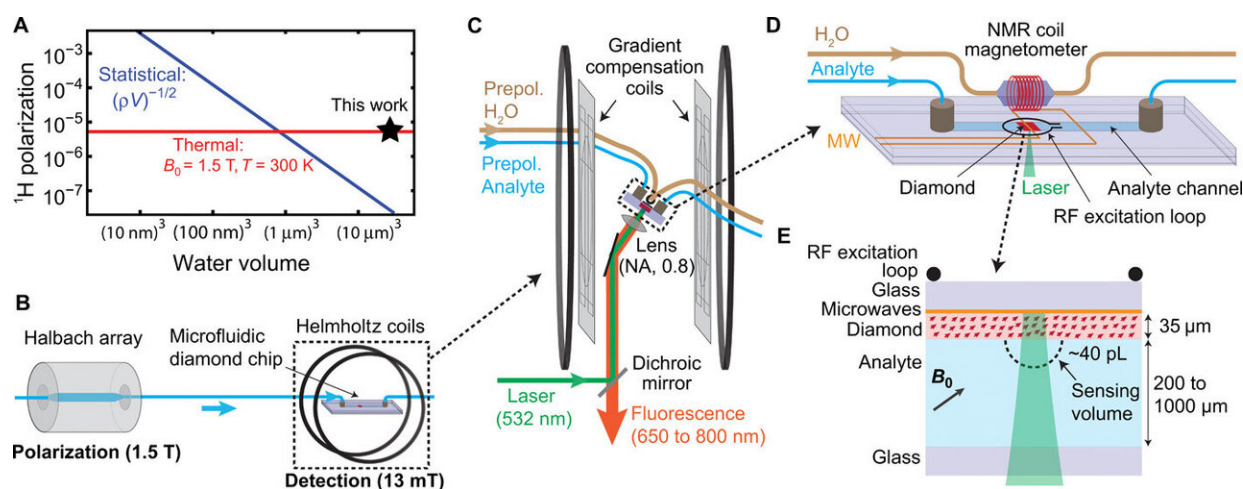 A
¹H polarization
10⁻³
10⁻⁴
10⁻⁵
10⁻⁶
10⁻⁷
Statistical:
(ρV)⁻¹ᐟ²
This work
Thermal:
B₀ = 1.5 T, T = 300 K
(10 nm)³ (100 nm)³ (1 μm)³ (10 μm)³
Water volume
B
Halbach array
Microfluidic
diamond chip
Helmholtz coils
Polarization (1.5 T)
Detection (13 mT)
C
Gradient
compensation
coils
Prepol.
H₂O
Prepol.
Analyte
Lens
(NA, 0.8)
Dichroic
mirror
Laser
(532 nm)
Fluorescence
(650 to 800 nm)
D
H₂O
NMR coil
magnetometer
Analyte
MW
Diamond
Laser
Analyte channel
RF excitation loop
E
RF excitation
loop
Glass
Microwaves
Diamond
35 μm
Analyte
~40 pL
Sensing
volume
B₀
200 to
1000 μm
Glass